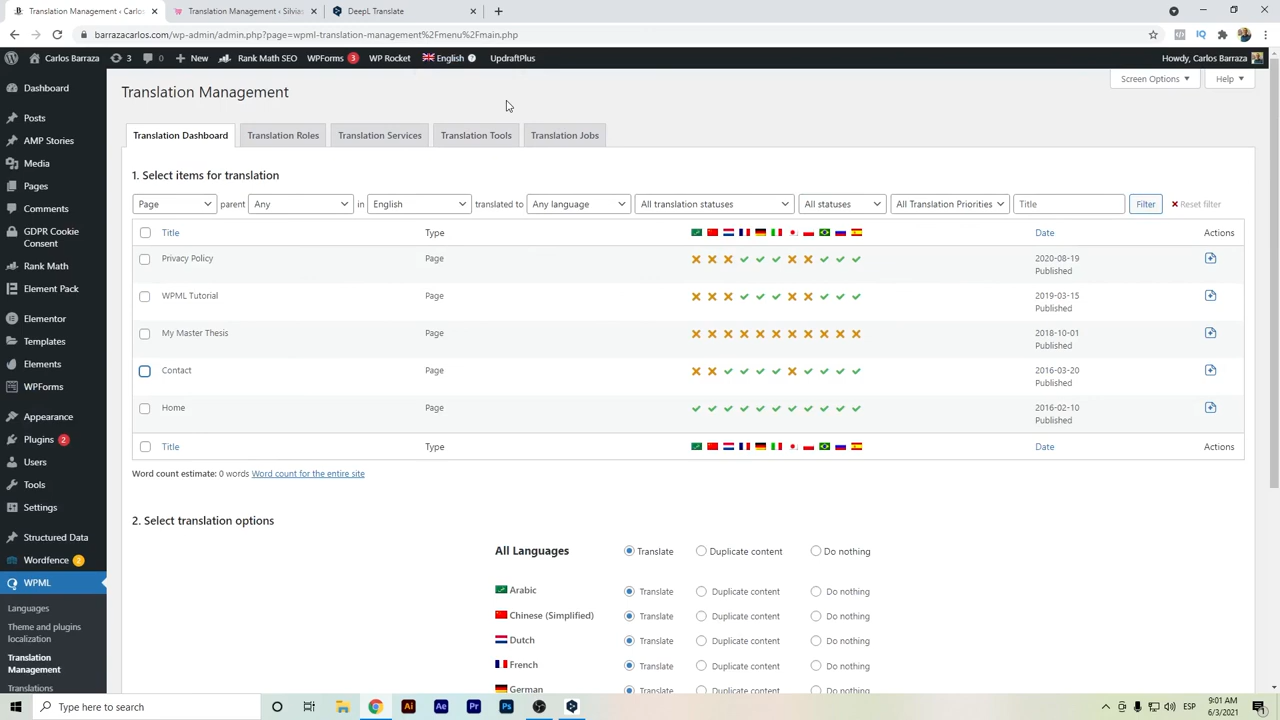 Translation Management ‹ Carlos
Translation Management ‹ Silvias
DeepL Translate
barrazacarlos.com/wp-admin/admin.php?page=wpml-translation-management%2Fmenu%2Fmain.php
Carlos Barraza
3
0
New
Rank Math SEO
WPForms
3
WP Rocket
English
UpdraftPlus
Howdy, Carlos Barraza
Dashboard
Posts
AMP Stories
Media
Pages
Comments
GDPR Cookie
Consent
Rank Math
Element Pack
Elementor
Templates
Elements
WPForms
Appearance
Plugins 2
Users
Tools
Settings
Structured Data
Wordfence 2
WPML
Languages
Theme and plugins
localization
Translation
Management
Translations
Translation Management
Screen Options
Help
Translation Dashboard
Translation Roles
Translation Services
Translation Tools
Translation Jobs
1. Select items for translation
Page parent Any in English translated to Any language All translation statuses All statuses All Translation Priorities Title Filter Reset filter
Title Type Date Actions
Privacy Policy Page 2020-08-19
Published
WPML Tutorial Page 2019-03-15
Published
My Master Thesis Page 2018-10-01
Published
Contact Page 2016-03-20
Published
Home Page 2016-02-10
Published
Title Type Date Actions
Word count estimate: 0 words Word count for the entire site
2. Select translation options
All Languages Translate Duplicate content Do nothing
Arabic Translate Duplicate content Do nothing
Chinese (Simplified) Translate Duplicate content Do nothing
Dutch Translate Duplicate content Do nothing
French Translate Duplicate content Do nothing
German Translate Duplicate content Do nothing
Type here to search
Ai
Ae
Pr
Ps
ESP
9:01 AM
6/3/2021
1